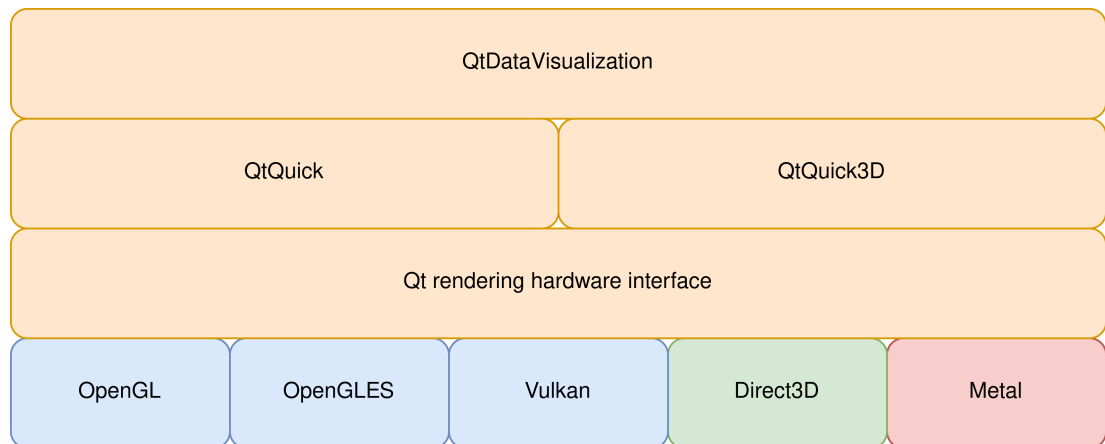 QtDataVisualization
QtQuick
QtQuick3D
Qt rendering hardware interface
OpenGL
OpenGLES
Vulkan
Direct3D
Metal